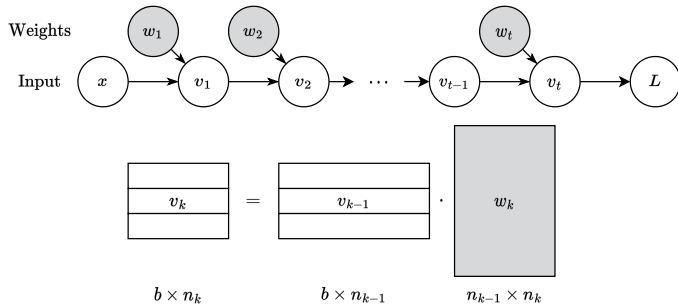 Weights w₁ w₂ wₜ
Input x v₁ v₂ ⋯ vₜ₋₁ vₜ L
vₖ = vₖ₋₁ · wₖ
b × nₖ b × nₖ₋₁ nₖ₋₁ × nₖ